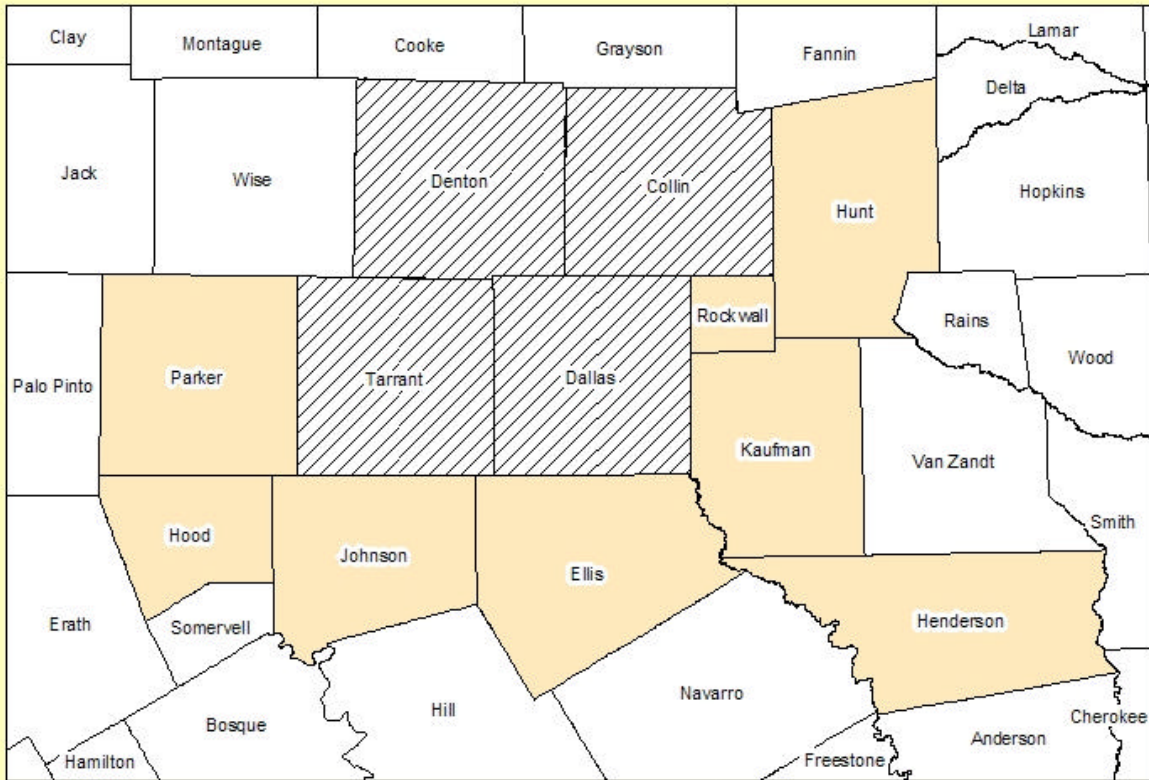 Clay
Montague
Cooke
Grayson
Fannin
Lamar
Delta
Jack
Wise
Denton
Collin
Hunt
Hopkins
Rockwall
Rains
Wood
Palo Pinto
Parker
Tarrant
Dallas
Kaufman
Van Zandt
Smith
Hood
Johnson
Ellis
Erath
Somervell
Henderson
Navarro
Hill
Bosque
Cherokee
Anderson
Freestone
Hamilton